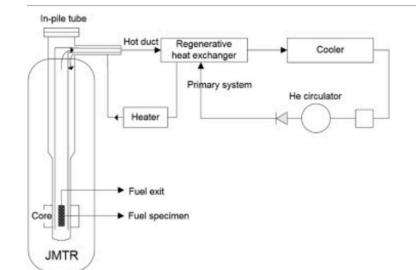 In-pile tube
Hot duct
Regenerative
heat exchanger
Cooler
Primary system
He circulator
Heater
Fuel exit
Core
Fuel specimen
JMTR